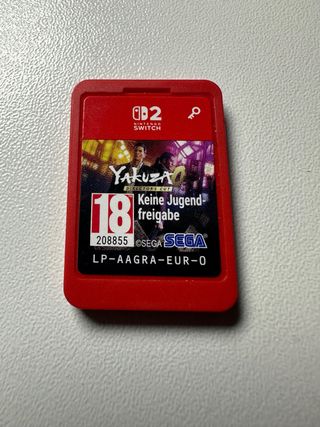 2
NINTENDO
SWITCH
YAKUZA 0
DIRECTOR'S CUT
18
208855
Keine Jugend-
freigabe
©SEGA SEGA
LP-AAGRA-EUR-0